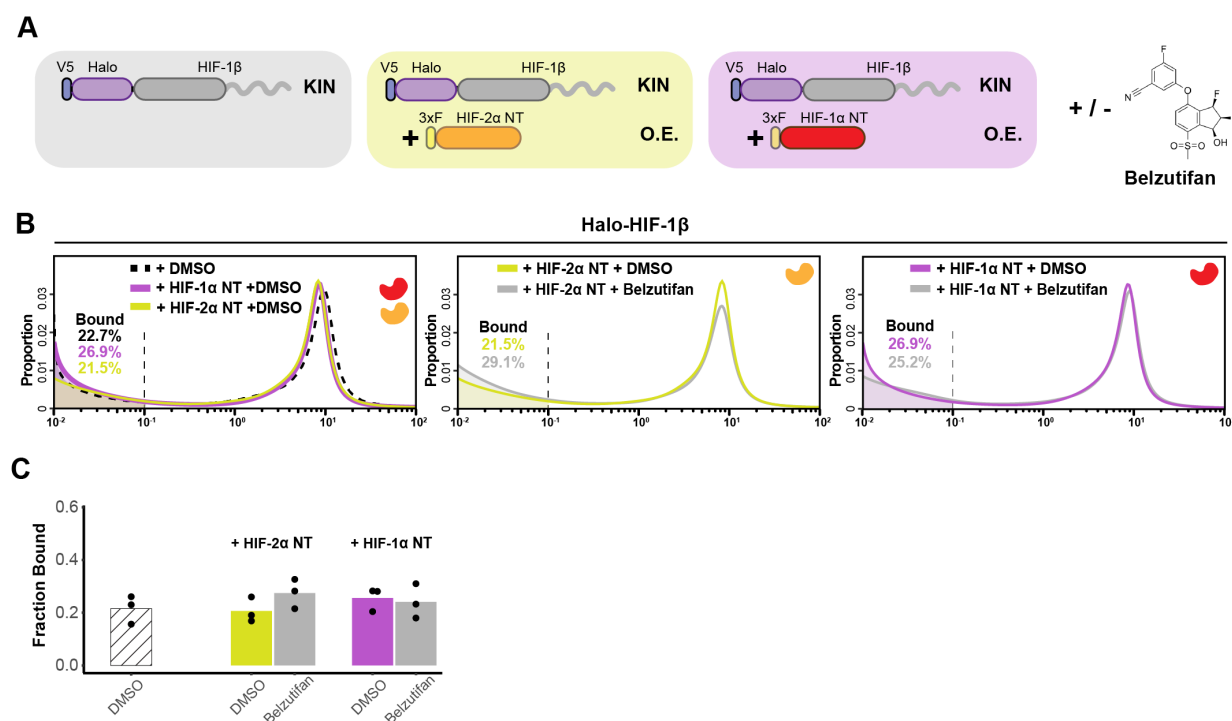 A
V5 Halo HIF-1β KIN
V5 Halo HIF-1β KIN
3xF HIF-2α NT
+ O.E.
V5 Halo HIF-1β KIN
3xF HIF-1α NT
+ O.E.
+ / -
F
N
O
F
O=S=O
OH
Belzutifan
B
Halo-HIF-1β
+ DMSO
+ HIF-1α NT +DMSO
+ HIF-2α NT +DMSO
Bound
22.7%
26.9%
21.5%
Proportion
0.03
0.02
0.01
0
10⁻² 10⁻¹ 10⁰ 10¹ 10²
+ HIF-2α NT + DMSO
+ HIF-2α NT + Belzutifan
Bound
21.5%
29.1%
Proportion
0.03
0.02
0.01
0
10⁻² 10⁻¹ 10⁰ 10¹ 10²
+ HIF-1α NT + DMSO
+ HIF-1α NT + Belzutifan
Bound
26.9%
25.2%
Proportion
0.03
0.02
0.01
0
10⁻² 10⁻¹ 10⁰ 10¹ 10
C
Fraction Bound
0.6
0.4
0.2
0.0
+ HIF-2α NT + HIF-1α NT
DMSO DMSO Belzutifan DMSO Belzutifan